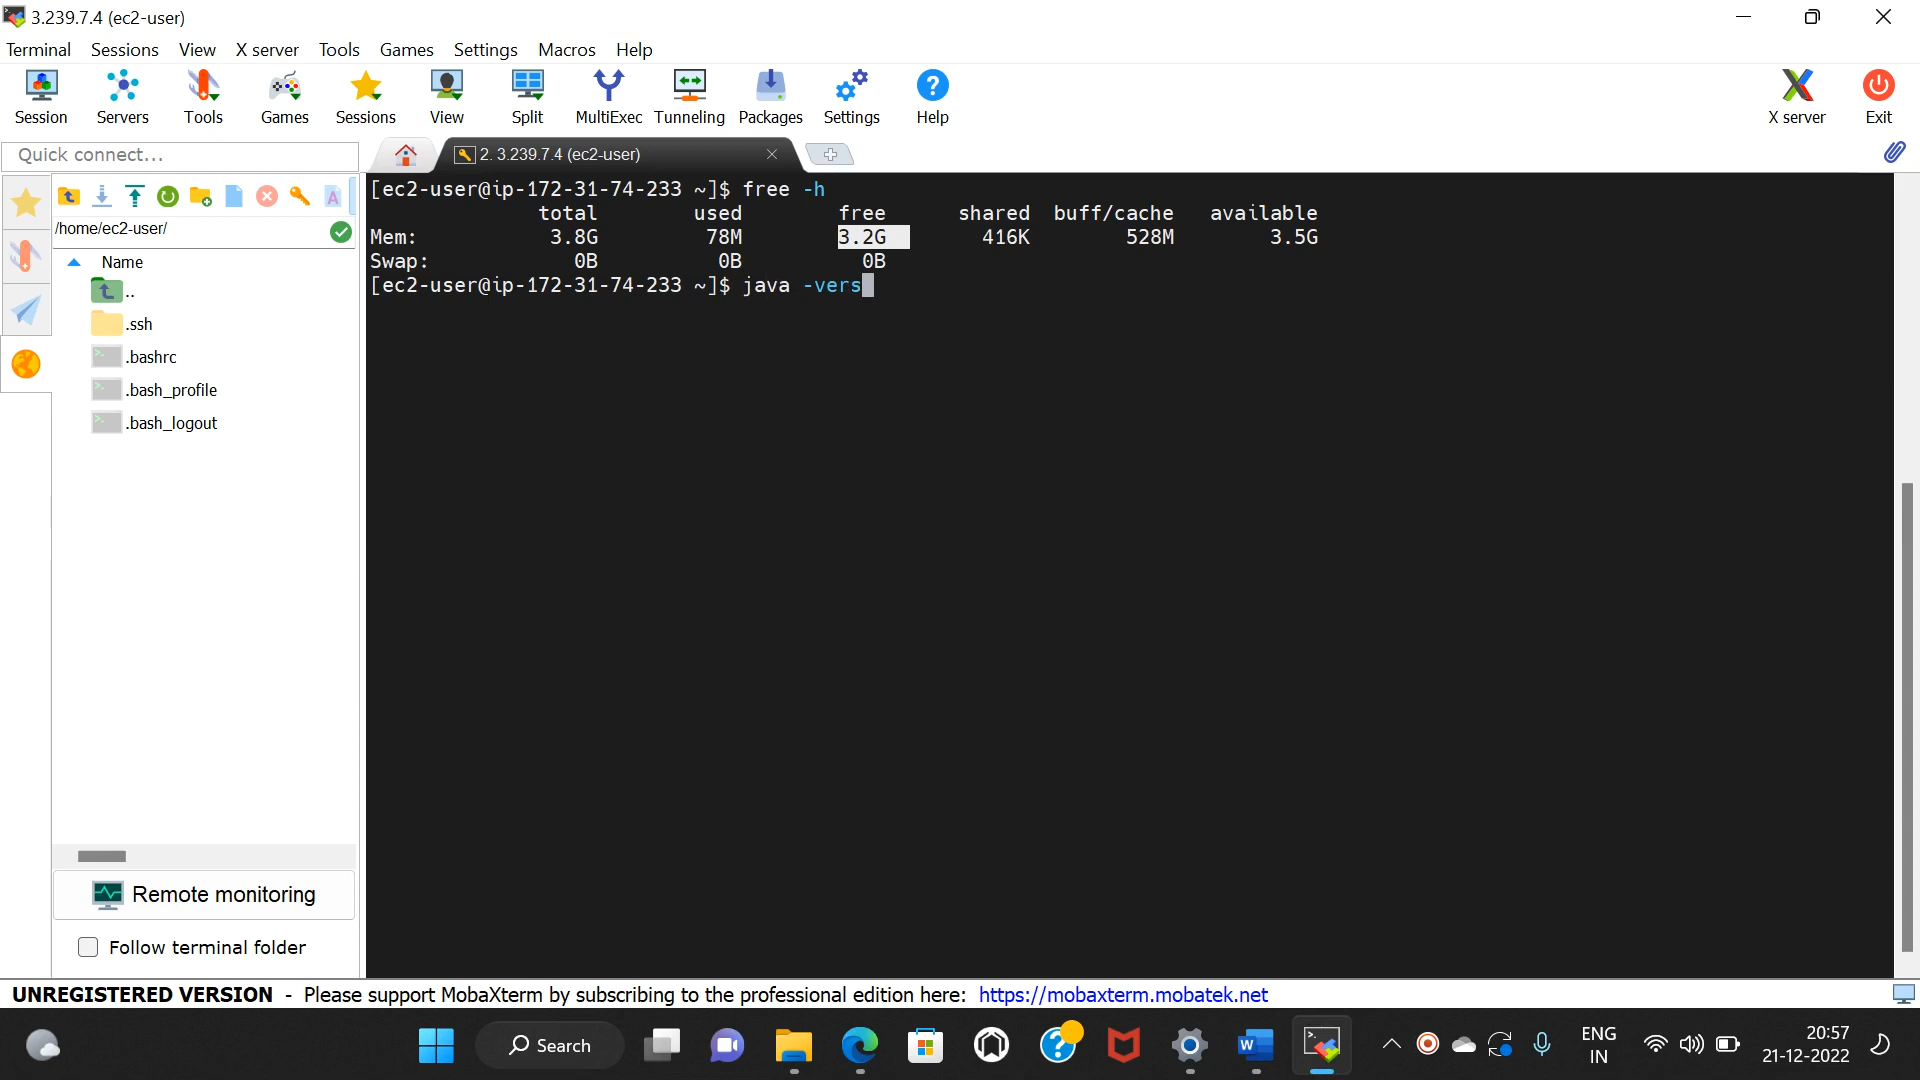 3.239.7.4 (ec2-user)
Terminal Sessions View X server Tools Games Settings Macros Help
Session Servers Tools Games Sessions View Split MultiExec Tunneling Packages Settings Help X server Exit
Quick connect...
2. 3.239.7.4 (ec2-user)
/home/ec2-user/
Name
..
.ssh
.bashrc
.bash_profile
.bash_logout
Remote monitoring
Follow terminal folder
[ec2-user@ip-172-31-74-233 ~]$ free -h
total used free shared buff/cache available
Mem: 3.8G 78M 3.2G 416K 528M 3.5G
Swap: 0B 0B 0B
[ec2-user@ip-172-31-74-233 ~]$ java -vers
UNREGISTERED VERSION - Please support MobaXterm by subscribing to the professional edition here: https://mobaxterm.mobatek.net
Search
ENG
IN
20:57
21-12-2022